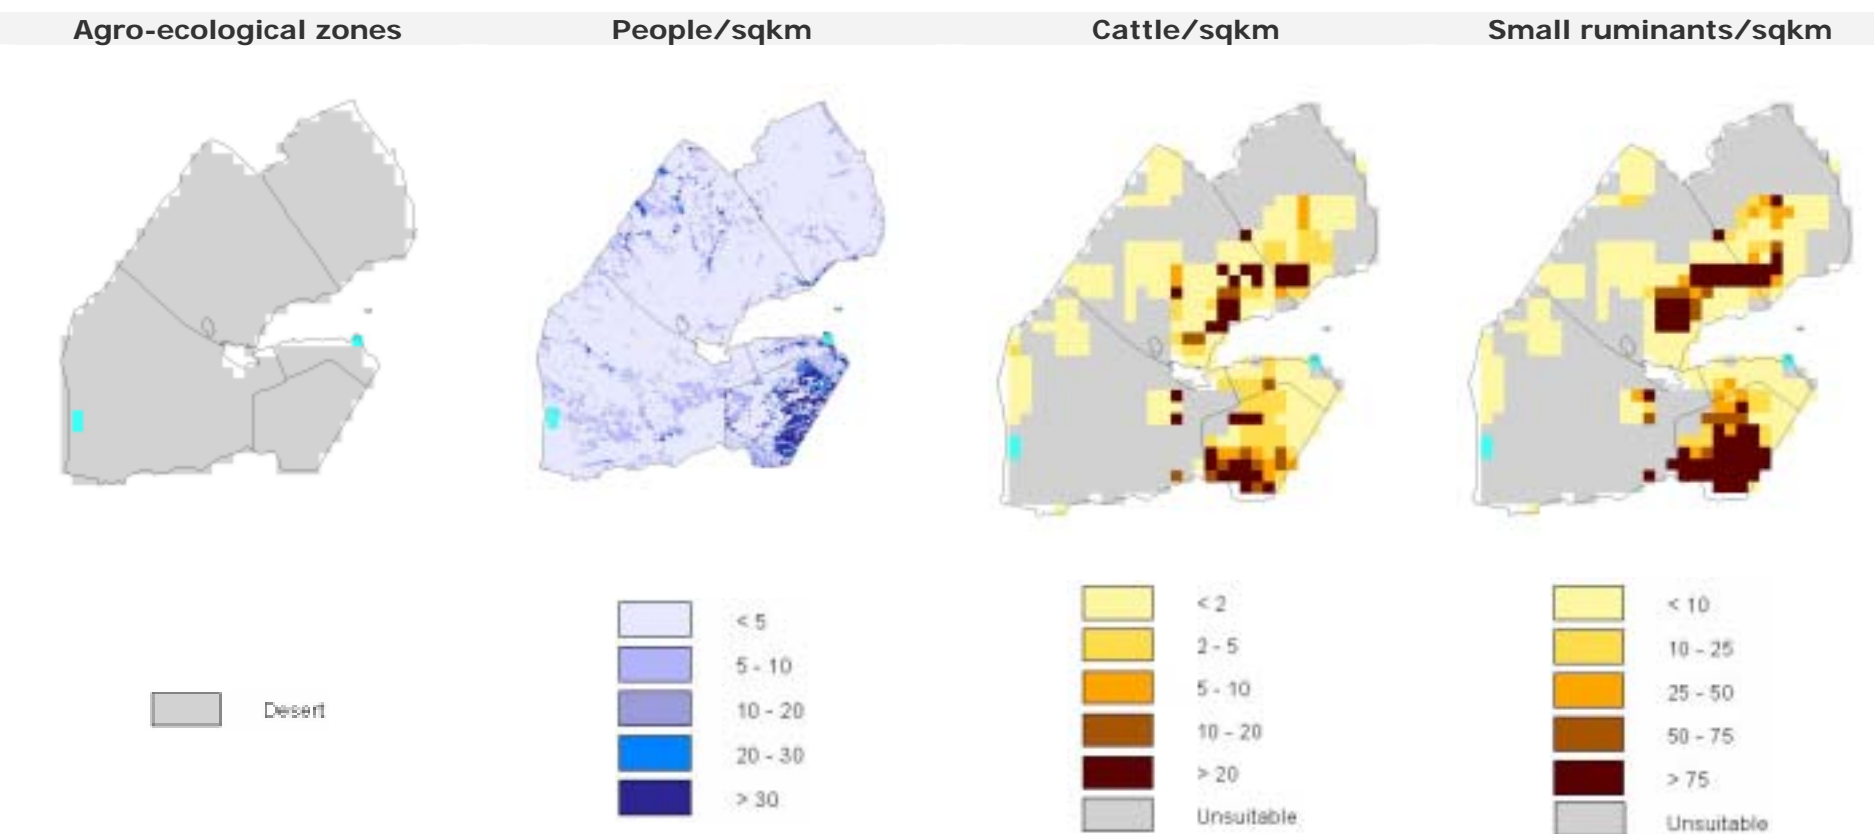 Agro-ecological zones People/sqkm Cattle/sqkm Small ruminants/sqkm
Desert
< 5
5 - 10
10 - 20
20 - 30
> 30
< 2
2 - 5
5 - 10
10 - 20
> 20
Unsuitable
< 10
10 - 25
25 - 50
50 - 75
> 75
Unsuitable